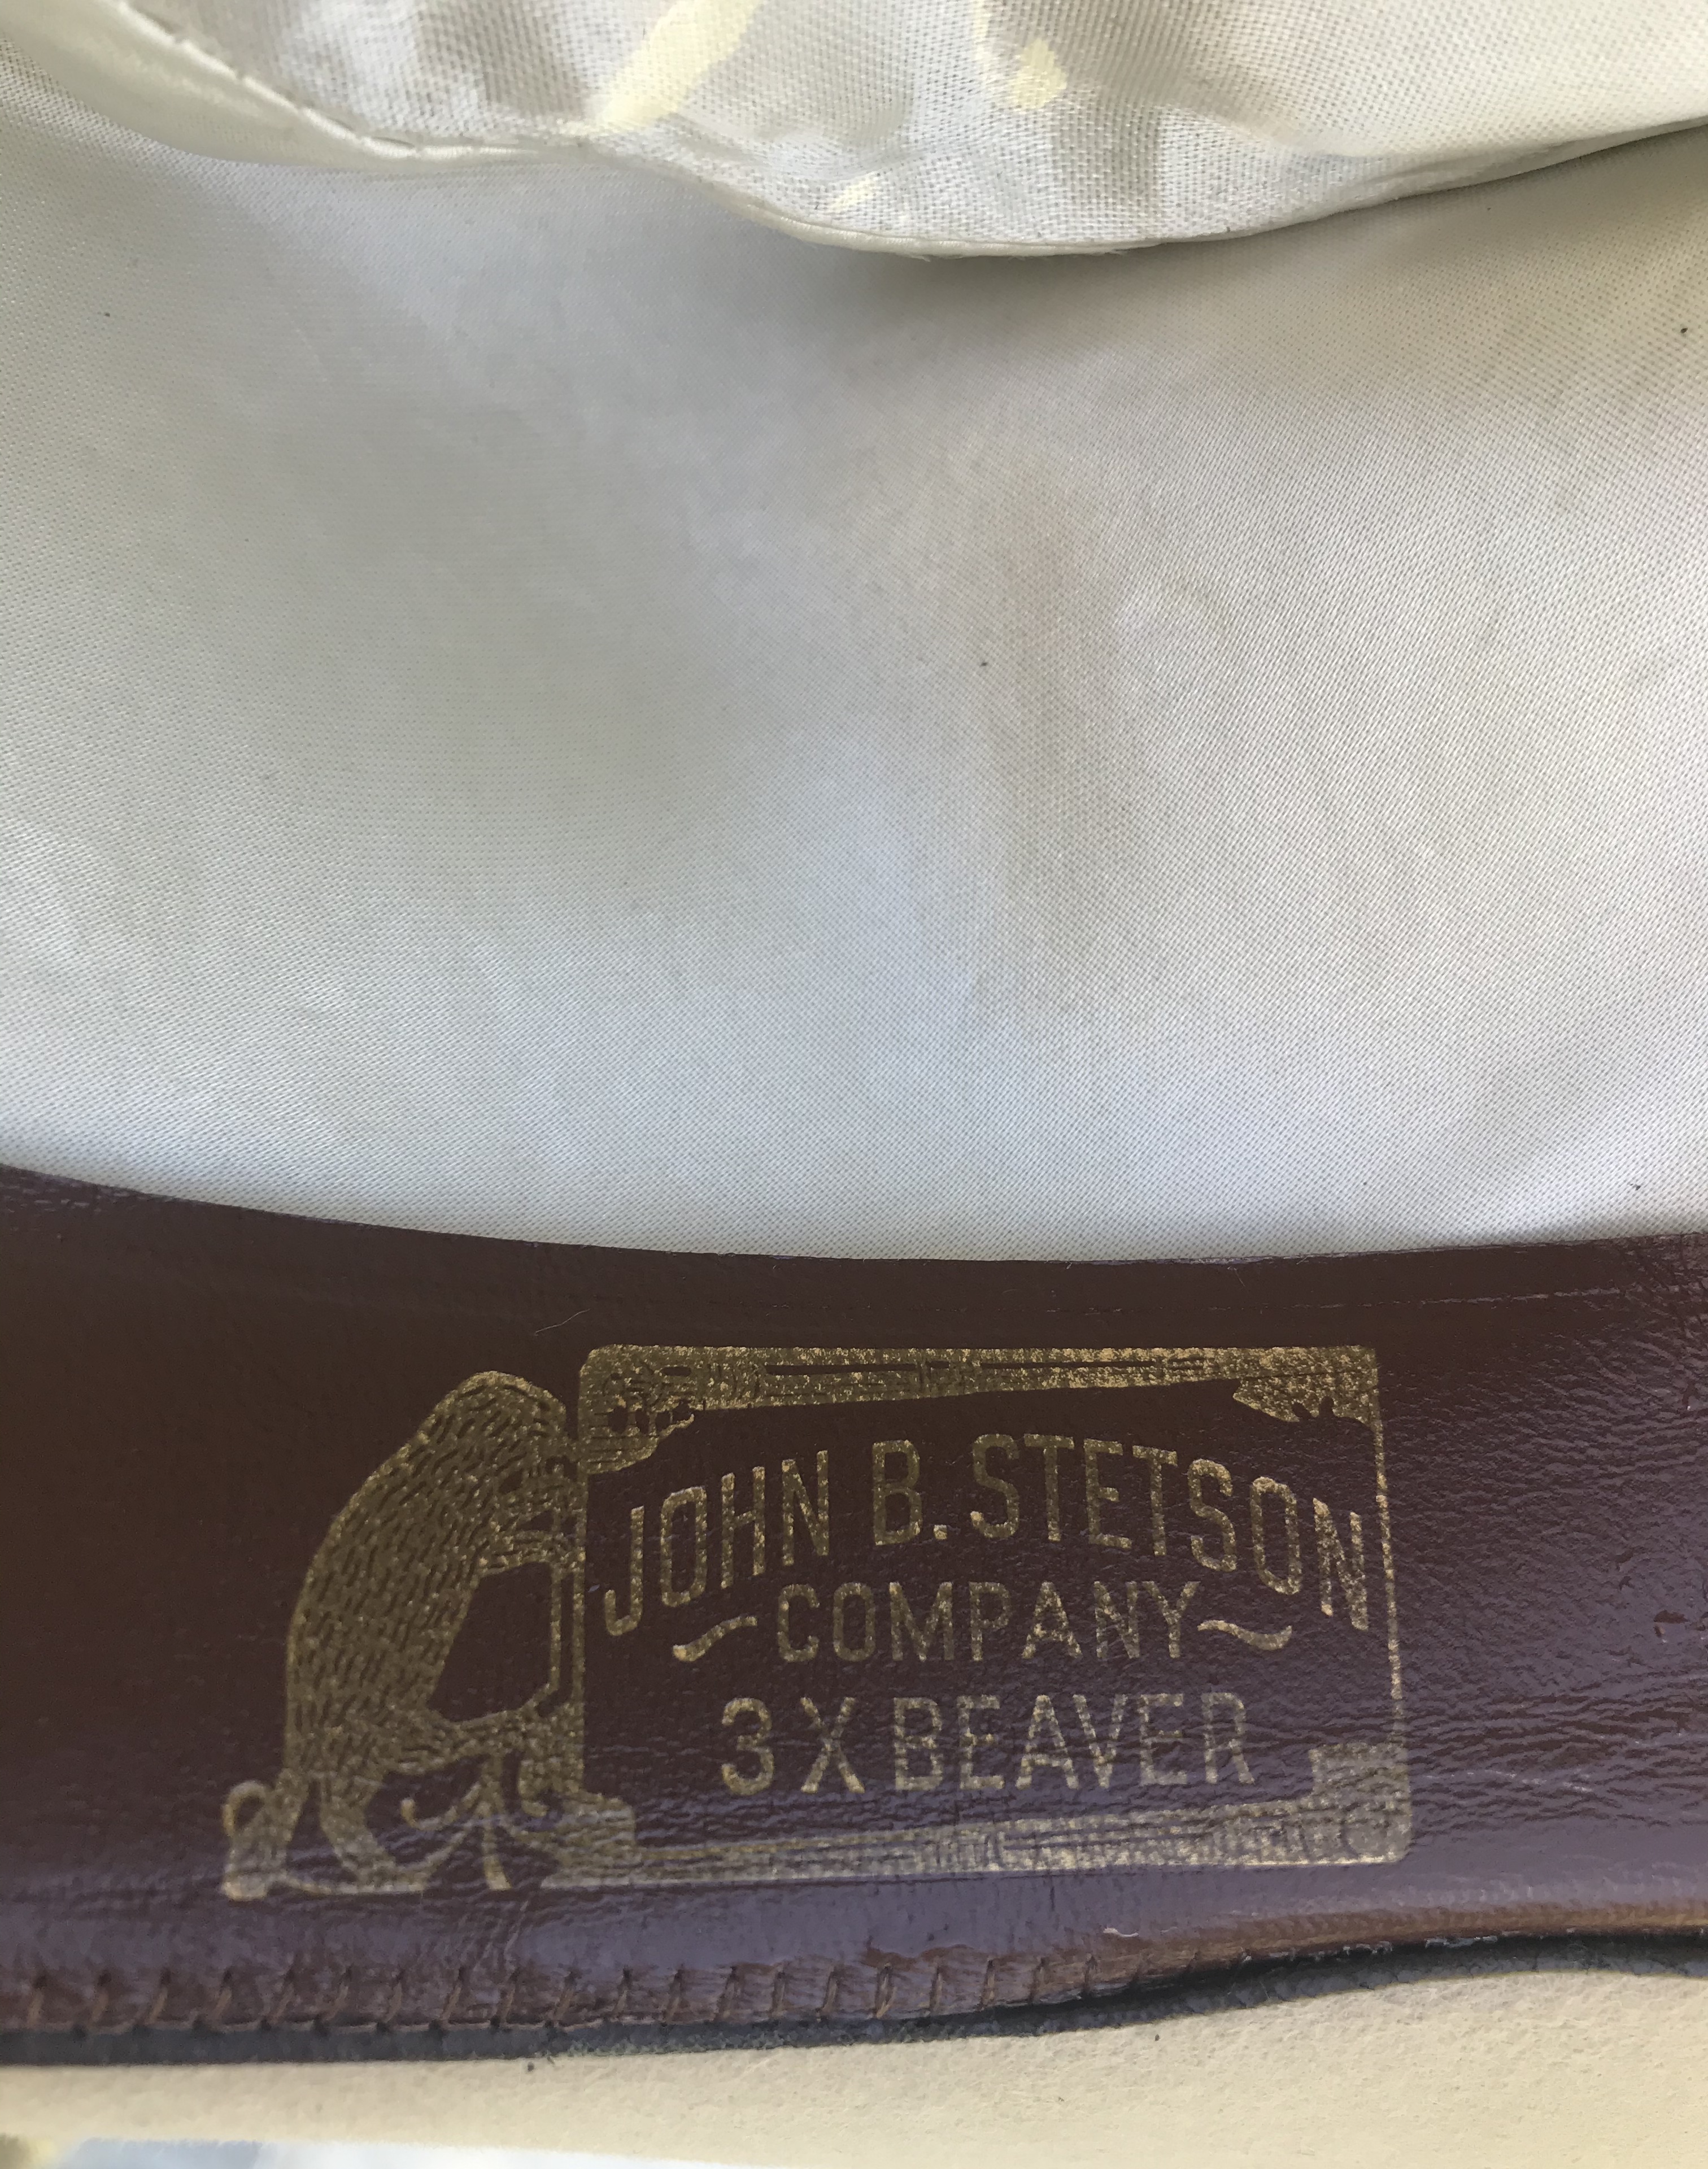 JOHN B. STETSON
COMPANY
3 X BEAVER